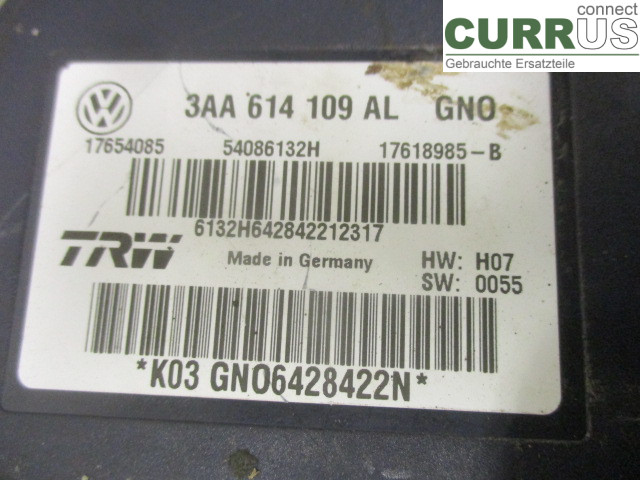 connect
CURRUS
Gebrauchte Ersatzteile
VW 3AA 614 109 AL GNO
17654085 54086132H 17618985-B
6132H642842212317
TRW Made in Germany HW: H07
SW: 0055
*K03 GNO6428422N*